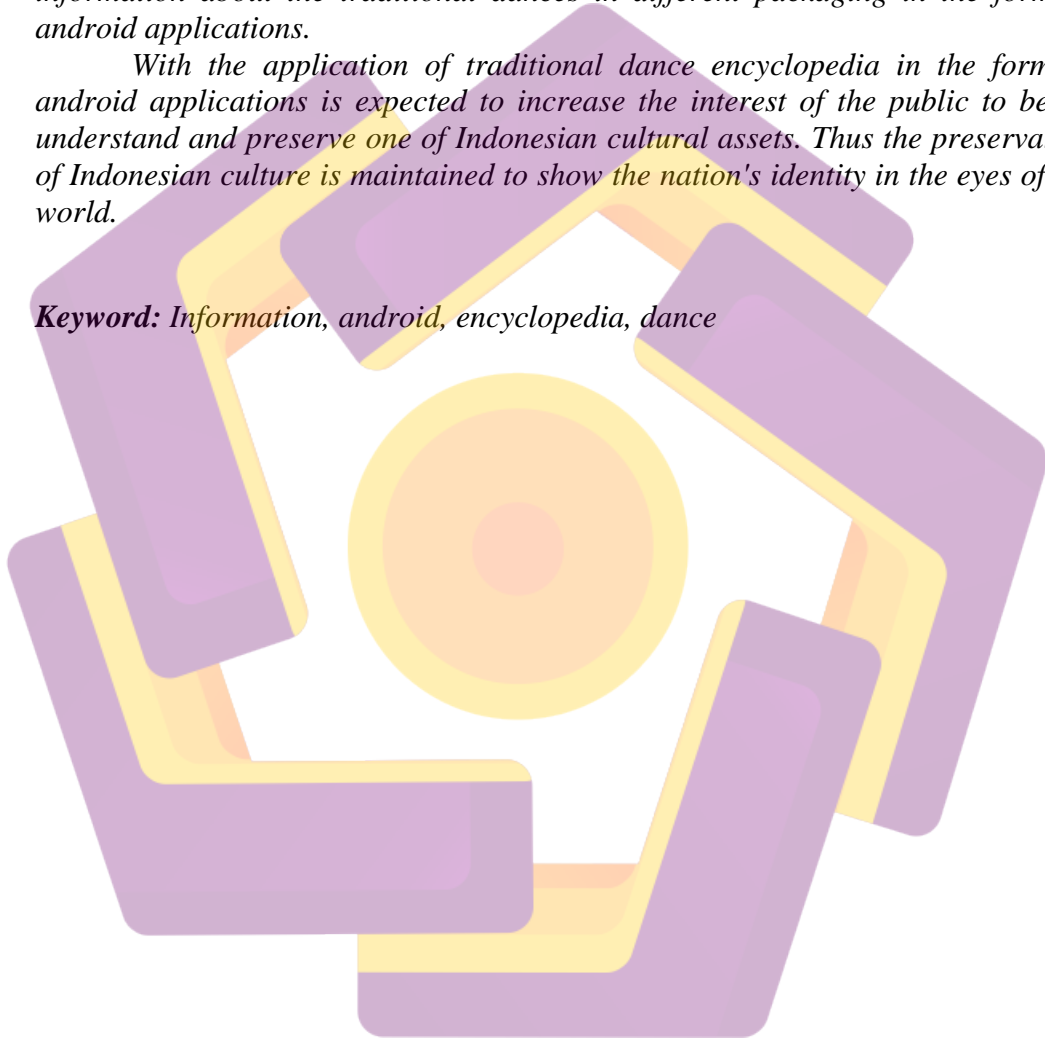 information about the traditional dances in different packaging in the form
android applications.
With the application of traditional dance encyclopedia in the form
android applications is expected to increase the interest of the public to be
understand and preserve one of Indonesian cultural assets. Thus the preserva
of Indonesian culture is maintained to show the nation's identity in the eyes of
world.
Keyword: Information, android, encyclopedia, dance